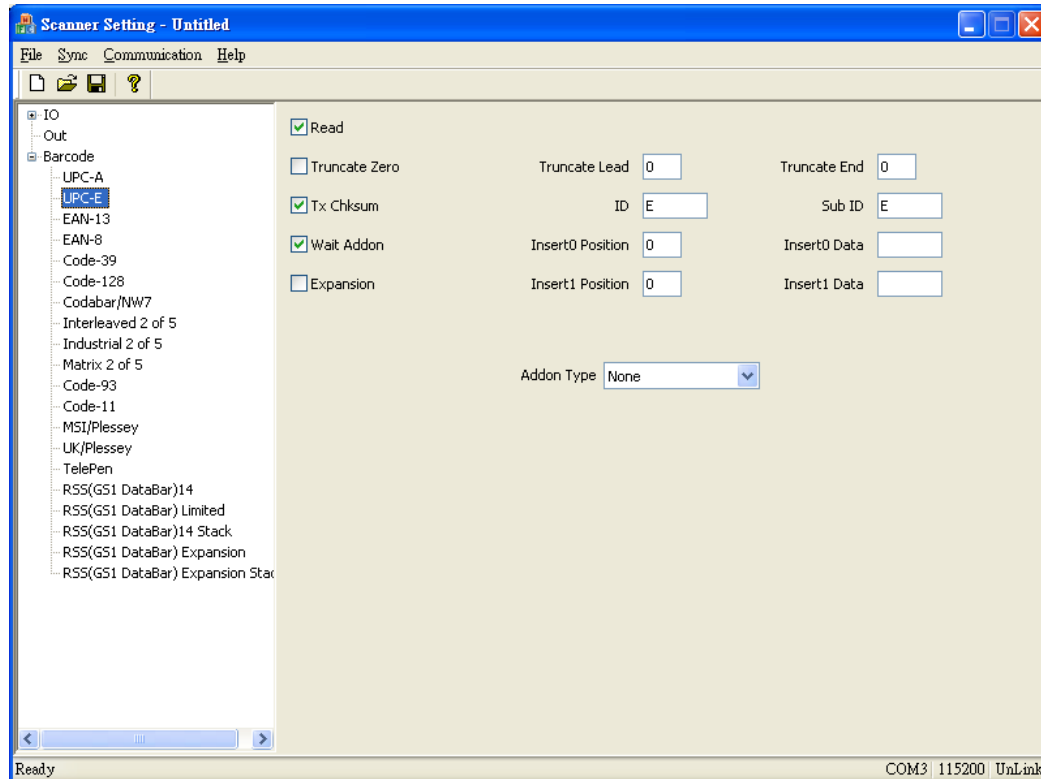 Scanner Setting - Untitled
File Sync Communication Help
IO
Out
Barcode
UPC-A
UPC-E
EAN-13
EAN-8
Code-39
Code-128
Codabar/NW7
Interleaved 2 of 5
Industrial 2 of 5
Matrix 2 of 5
Code-93
Code-11
MSI/Plessey
UK/Plessey
TelePen
RSS(GS1 DataBar)14
RSS(GS1 DataBar) Limited
RSS(GS1 DataBar)14 Stack
RSS(GS1 DataBar) Expansion
RSS(GS1 DataBar) Expansion Stac
Read
Truncate Zero Truncate Lead 0 Truncate End 0
Tx Chksum ID E Sub ID E
Wait Addon Insert0 Position 0 Insert0 Data
Expansion Insert1 Position 0 Insert1 Data
Addon Type None
Ready COM3 115200 UnLink